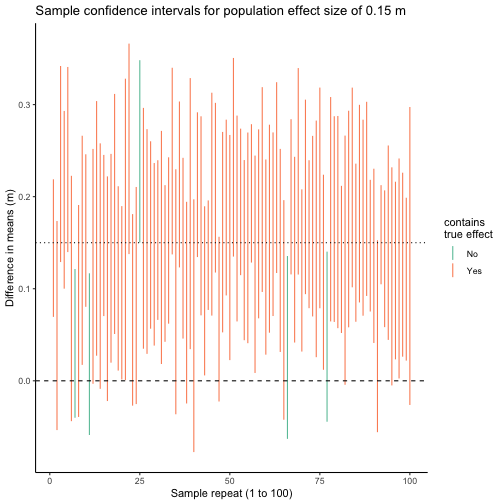 Sample confidence intervals for population effect size of 0.15 m
Difference in means (m)
0.3
0.2
0.1
0.0
0
25
50
75
100
Sample repeat (1 to 100)
contains
true effect
No
Yes